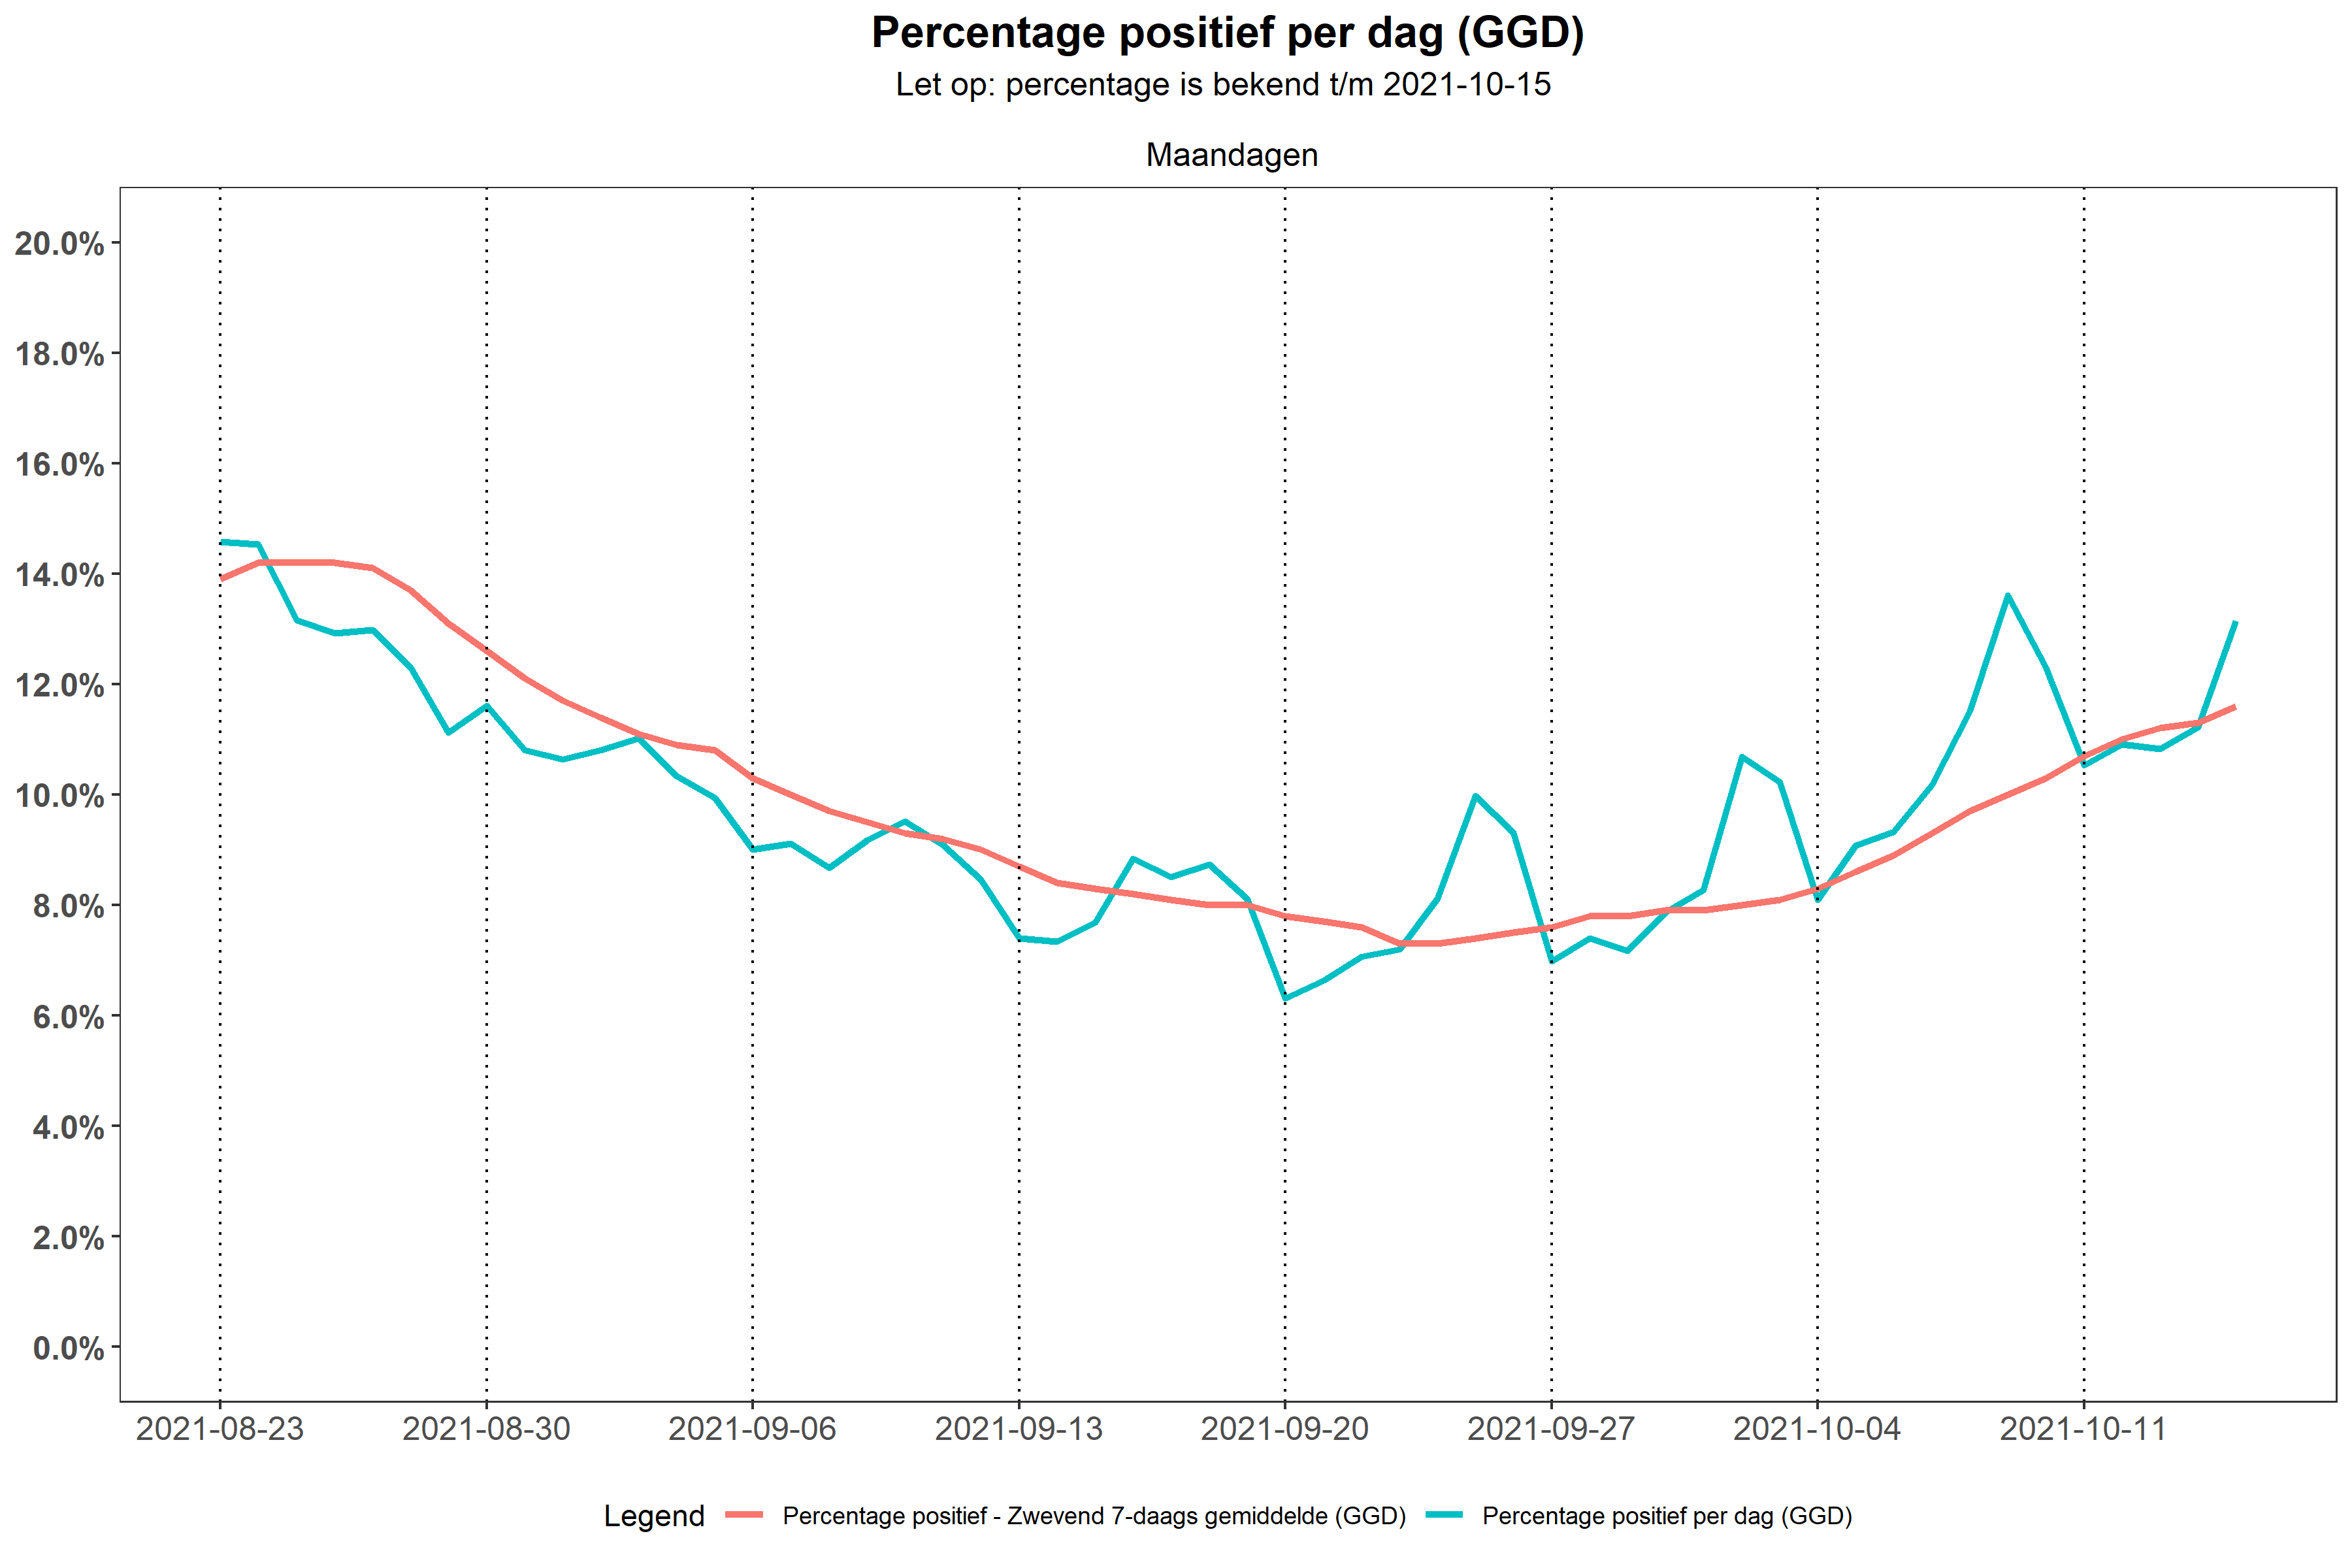 Percentage positief per dag (GGD)
Let op: percentage is bekend t/m 2021-10-15
Maandagen
20.0%
18.0%
16.0%
14.0%
12.0%
10.0%
8.0%
6.0%
4.0%
2.0%
0.0%
2021-08-23 2021-08-30 2021-09-06 2021-09-13 2021-09-20 2021-09-27 2021-10-04 2021-10-11
Legend Percentage positief - Zwevend 7-daags gemiddelde (GGD) Percentage positief per dag (GGD)